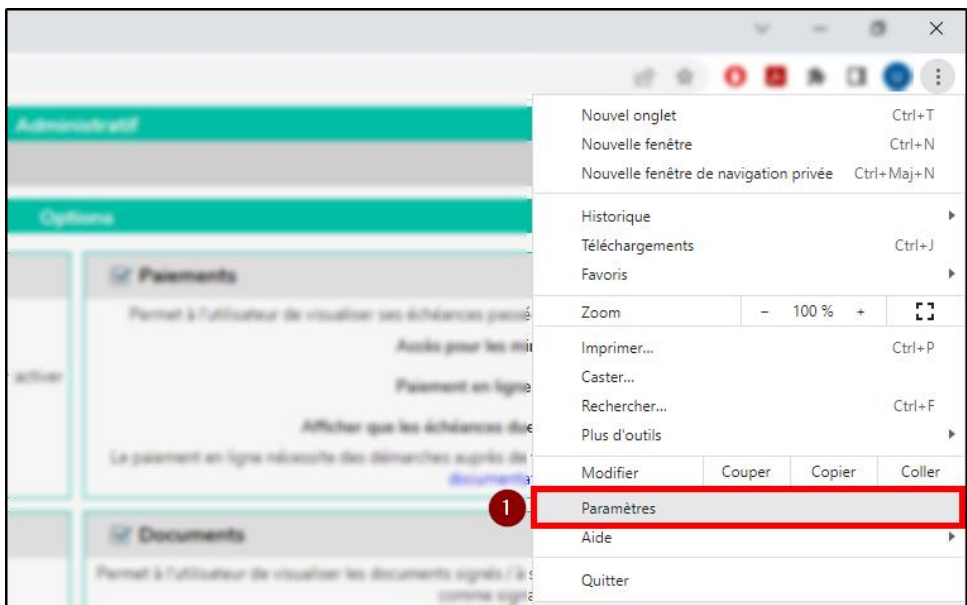 Administratif
Options
Paiements
Permet à l'utilisateur de visualiser ses échéances passé
Accès pour les mi
activer
Paiement en ligne
Afficher que les échéances due
Le paiement en ligne nécessite des démarches auprès de
documenta
Documents
Permet à l'utilisateur de visualiser les documents signés / à s
comme signa
Nouvel onglet Ctrl+T
Nouvelle fenêtre Ctrl+N
Nouvelle fenêtre de navigation privée Ctrl+Maj+N
Historique
Téléchargements Ctrl+J
Favoris
Zoom - 100 % +
Imprimer... Ctrl+P
Caster...
Rechercher... Ctrl+F
Plus d'outils
Modifier Couper Copier Coller
1 Paramètres
Aide
Quitter